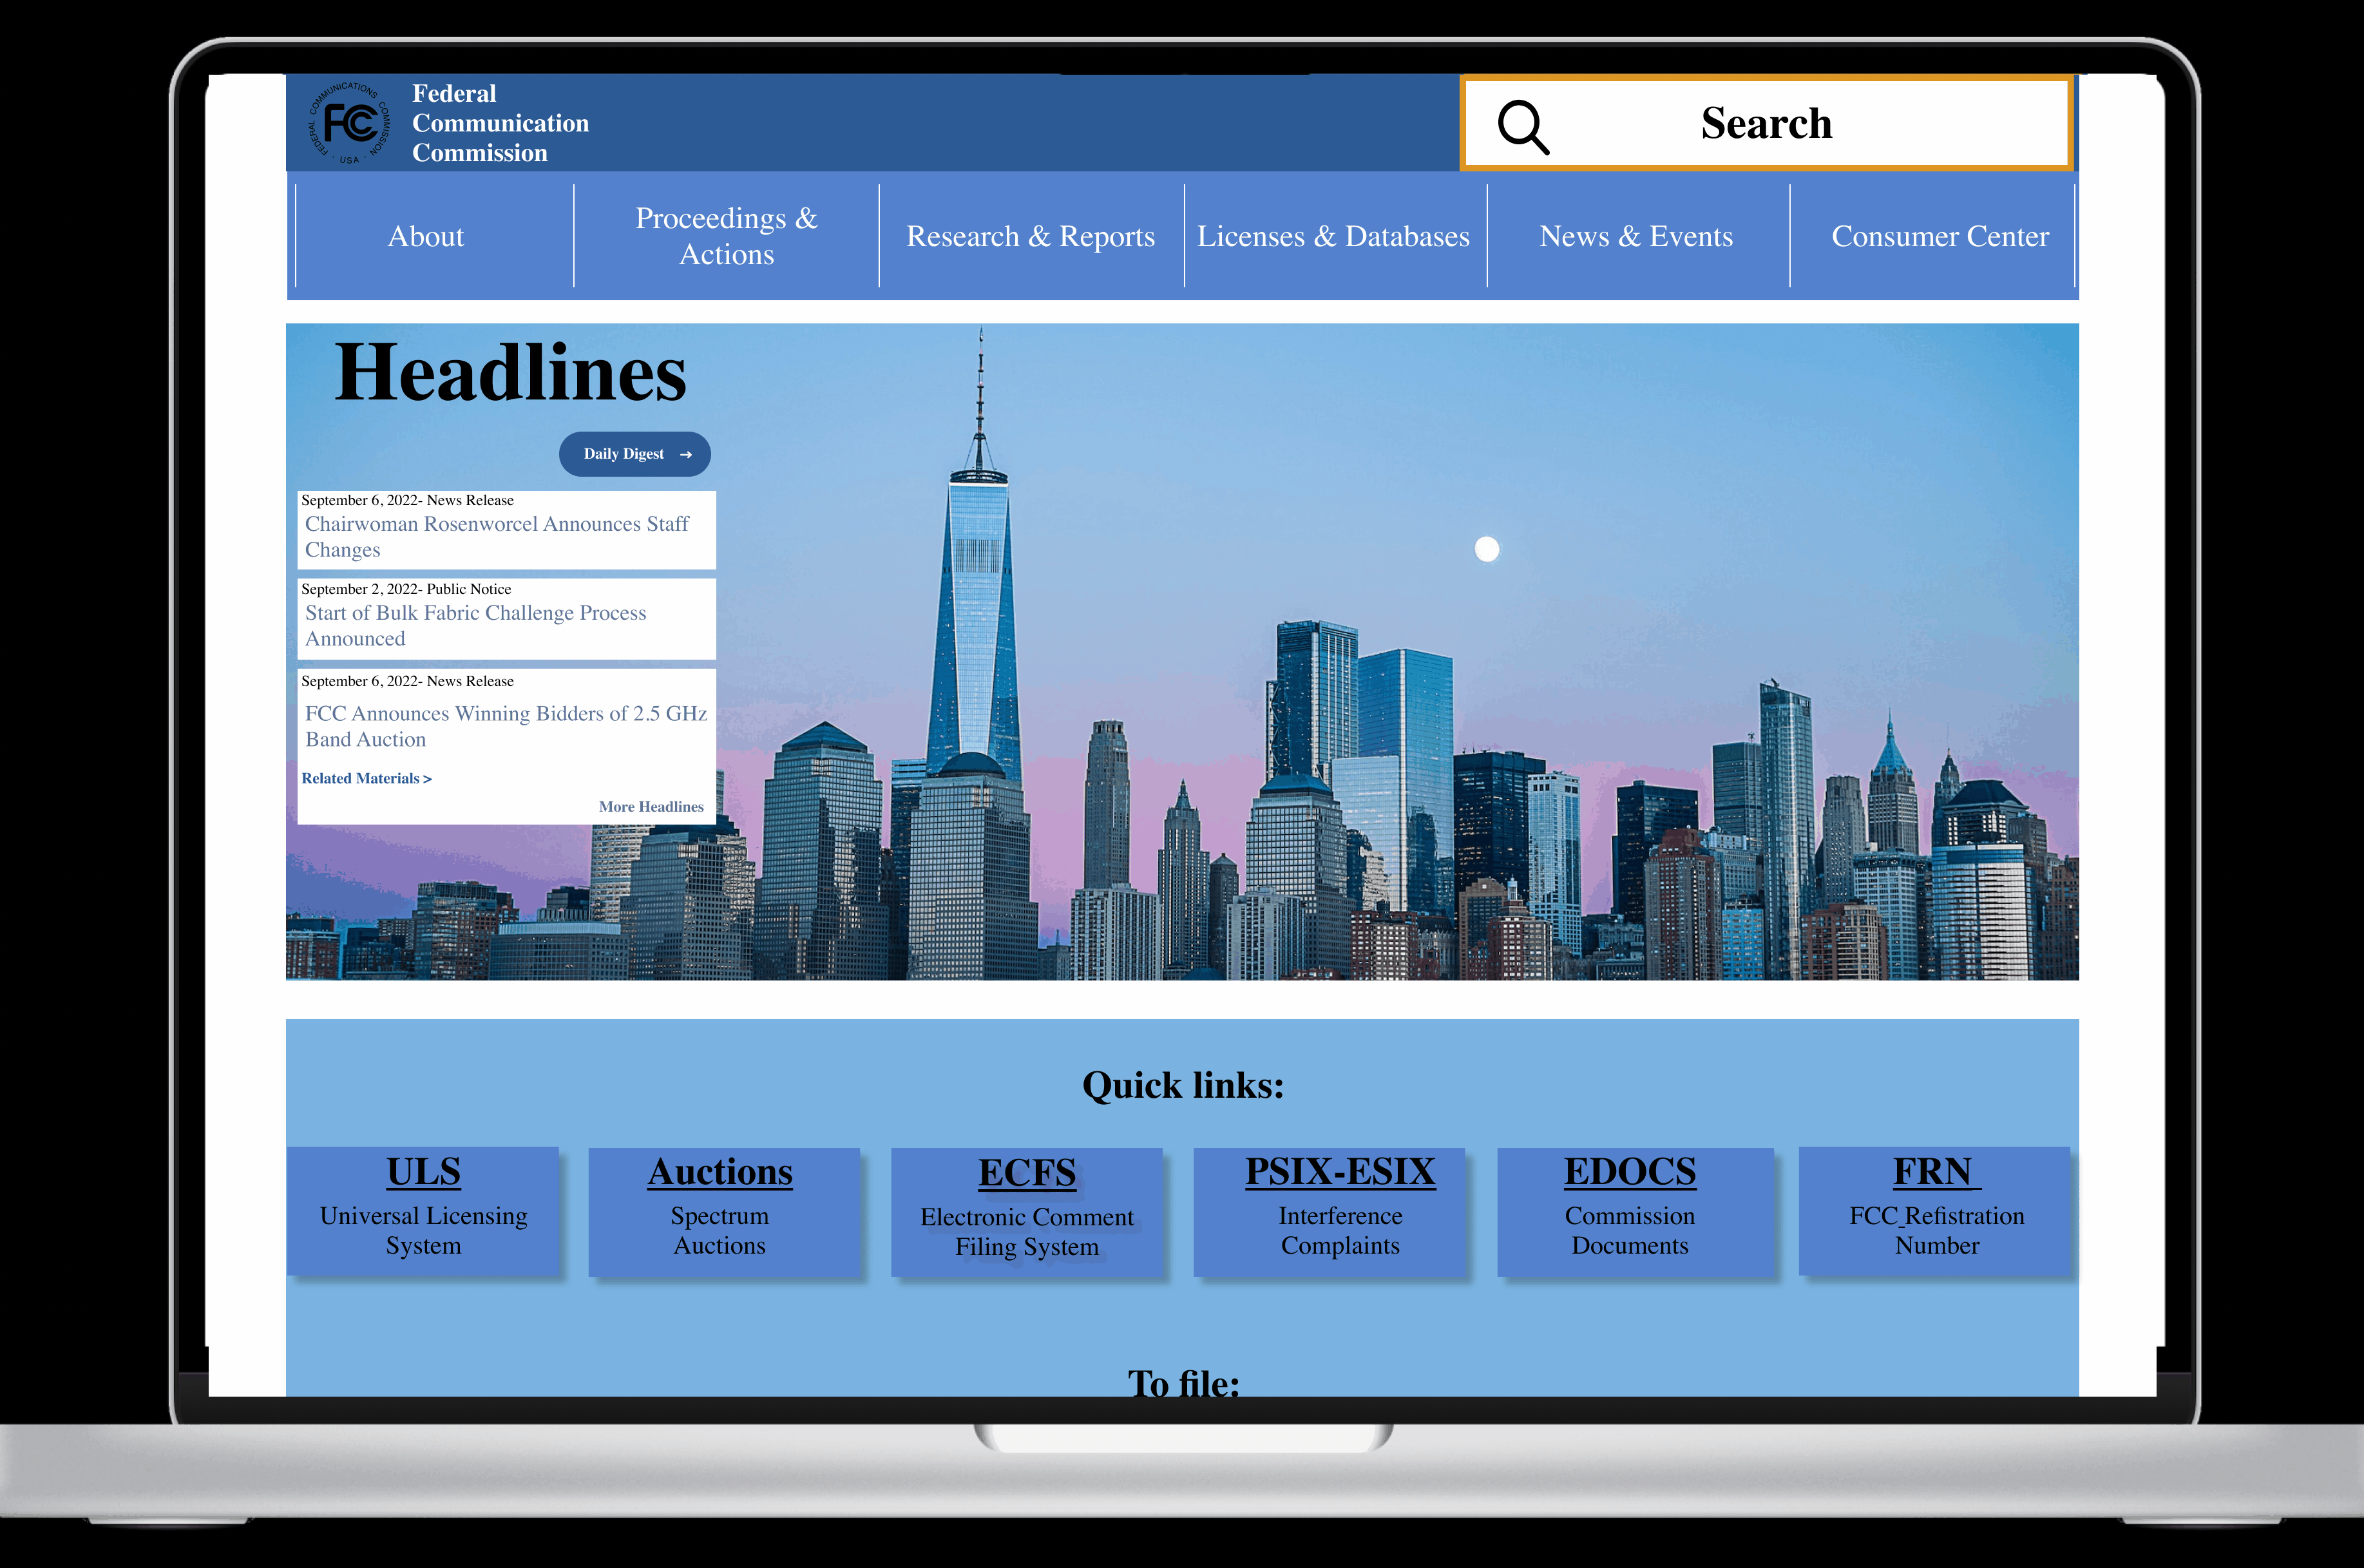 FEDERAL COMMUNICATIONS COMMISSION · USA ·
FCC
Federal
Communication
Commission
Search
About
Proceedings &
Actions
Research & Reports
Licenses & Databases
News & Events
Consumer Center
Headlines
Daily Digest →
September 6, 2022- News Release
Chairwoman Rosenworcel Announces Staff
Changes
September 2, 2022- Public Notice
Start of Bulk Fabric Challenge Process
Announced
September 6, 2022- News Release
FCC Announces Winning Bidders of 2.5 GHz
Band Auction
Related Materials >
More Headlines
Quick links:
ULS
Universal Licensing
System
Auctions
Spectrum
Auctions
ECFS
Electronic Comment
Filing System
PSIX-ESIX
Interference
Complaints
EDOCS
Commission
Documents
FRN
FCC Refistration
Number
To file: